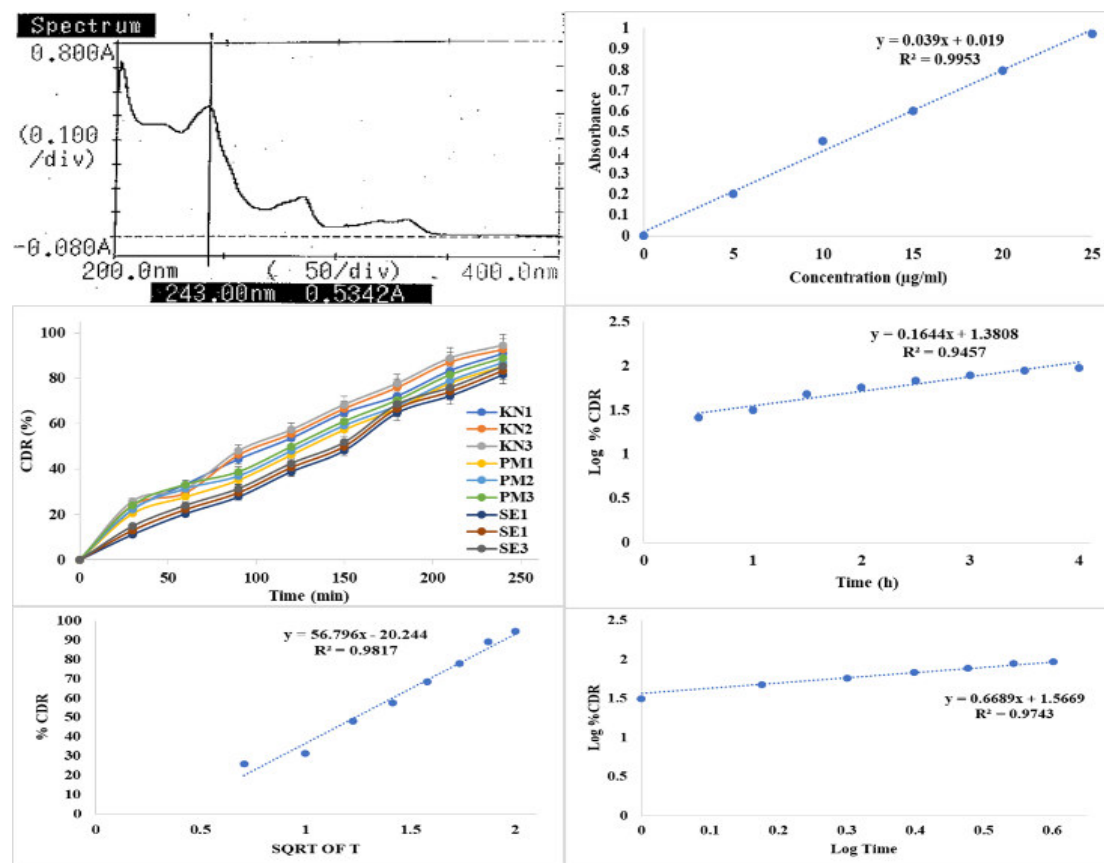 Spectrum
0.800A
(0.100
/div)
-0.080A
200.0nm ( 50/div) 400.0nm
243.00nm 0.5342A
y = 0.039x + 0.019
R² = 0.9953
Absorbance
1
0.9
0.8
0.7
0.6
0.5
0.4
0.3
0.2
0.1
0
0 5 10 15 20 25
Concentration (µg/ml)
CDR (%)
100
80
60
40
20
0
KN1
KN2
KN3
PM1
PM2
PM3
SE1
SE1
SE3
0 50 100 150 200 250
Time (min)
y = 0.1644x + 1.3808
R² = 0.9457
Log % CDR
2.5
2
1.5
1
0.5
0
0 1 2 3 4
Time (h)
y = 56.796x - 20.244
R² = 0.9817
% CDR
100
90
80
70
60
50
40
30
20
10
0
0 0.5 1 1.5 2
SQRT OF T
y = 0.6689x + 1.5669
R² = 0.9743
Log %CDR
2.5
2
1.5
1
0.5
0
0 0.1 0.2 0.3 0.4 0.5 0.6
Log Time